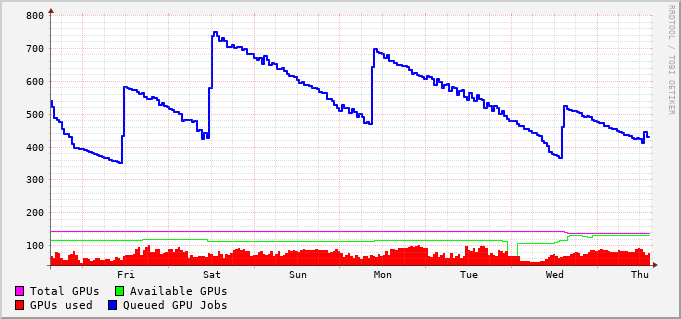 800
700
600
500
400
300
200
100
Fri Sat Sun Mon Tue Wed Thu
Total GPUs Available GPUs
GPUs used Queued GPU Jobs
RRDTOOL / TOBI OETIKER